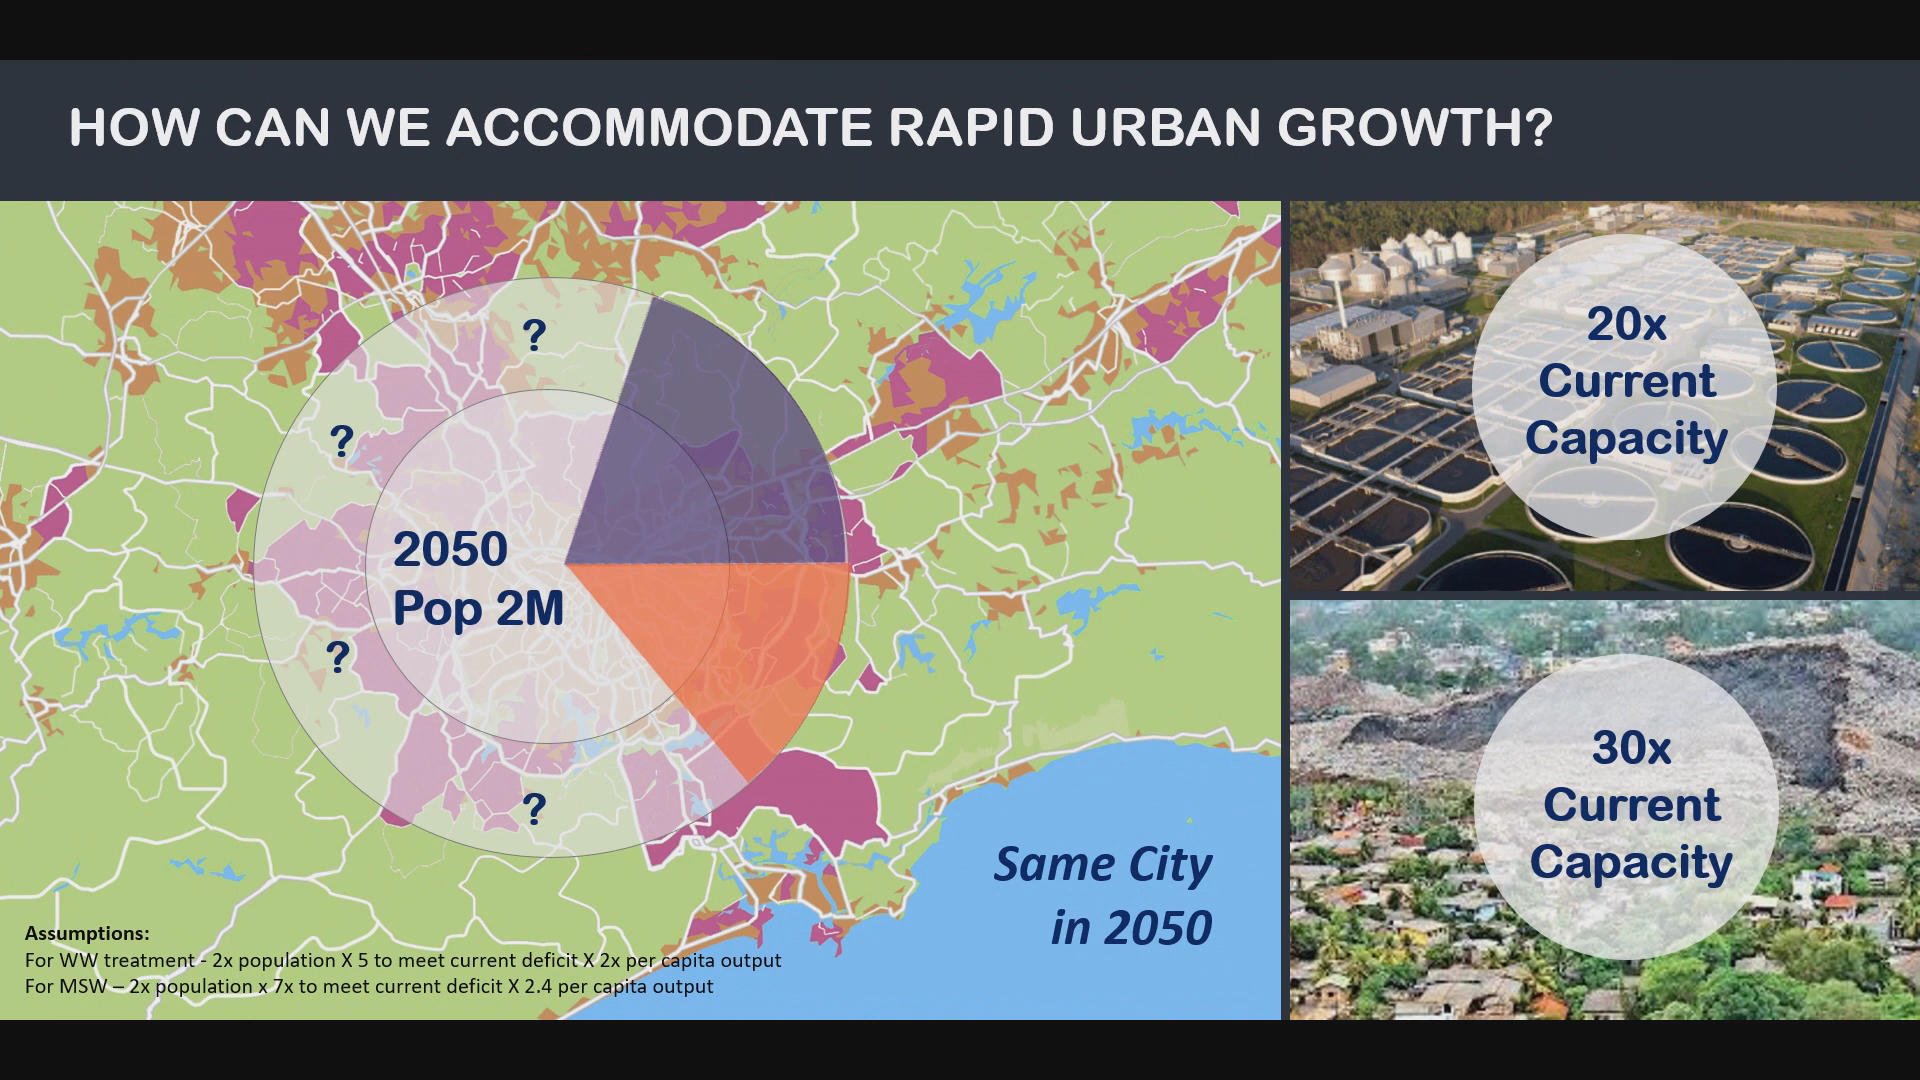 HOW CAN WE ACCOMMODATE RAPID URBAN GROWTH?
?
?
2050
Pop 2M
?
?
Same City
in 2050
Assumptions:
For WW treatment - 2x population X 5 to meet current deficit X 2x per capita output
For MSW – 2x population x 7x to meet current deficit X 2.4 per capita output
20x
Current
Capacity
30x
Current
Capacity